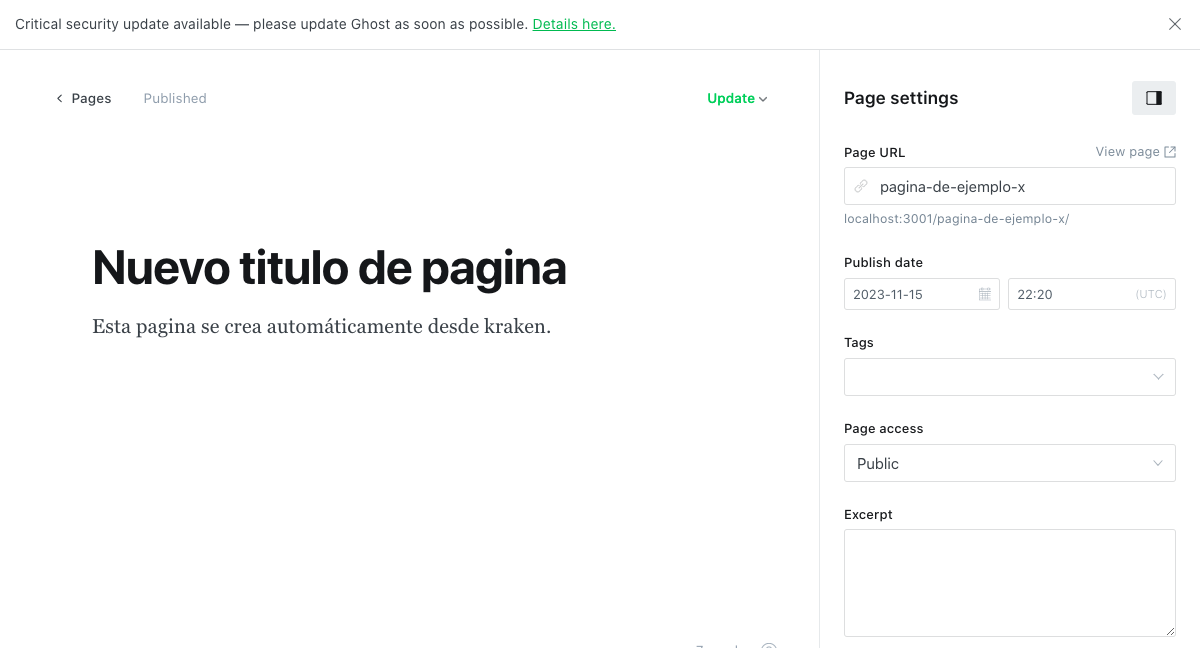 Critical security update available — please update Ghost as soon as possible. Details here.
Pages
Published
Update
Nuevo titulo de pagina
Esta pagina se crea automáticamente desde kraken.
Page settings
Page URL
View page
pagina-de-ejemplo-x
localhost:3001/pagina-de-ejemplo-x/
Publish date
2023-11-15
22:20
(UTC)
Tags
Page access
Public
Excerpt